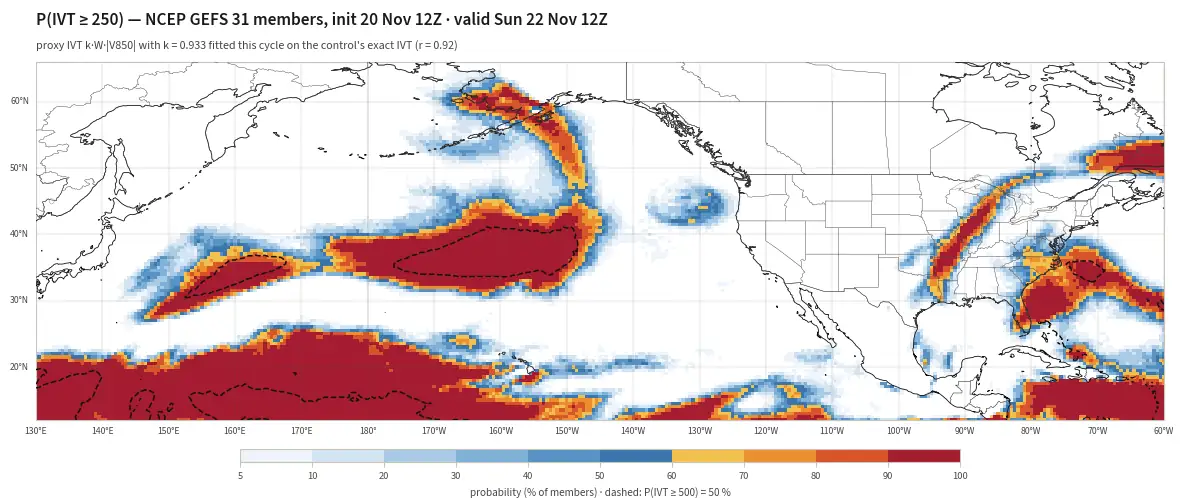 P(IVT ≥ 250) — NCEP GEFS 31 members, init 20 Nov 12Z · valid Sun 22 Nov 12Z
proxy IVT k·W·|V850| with k = 0.933 fitted this cycle on the control's exact IVT (r = 0.92)
60°N
50°N
40°N
30°N
20°N
130°E 140°E 150°E 160°E 170°E 180° 170°W 160°W 150°W 140°W 130°W 120°W 110°W 100°W 90°W 80°W 70°W 60°W
5 10 20 30 40 50 60 70 80 90 100
probability (% of members) · dashed: P(IVT ≥ 500) = 50 %